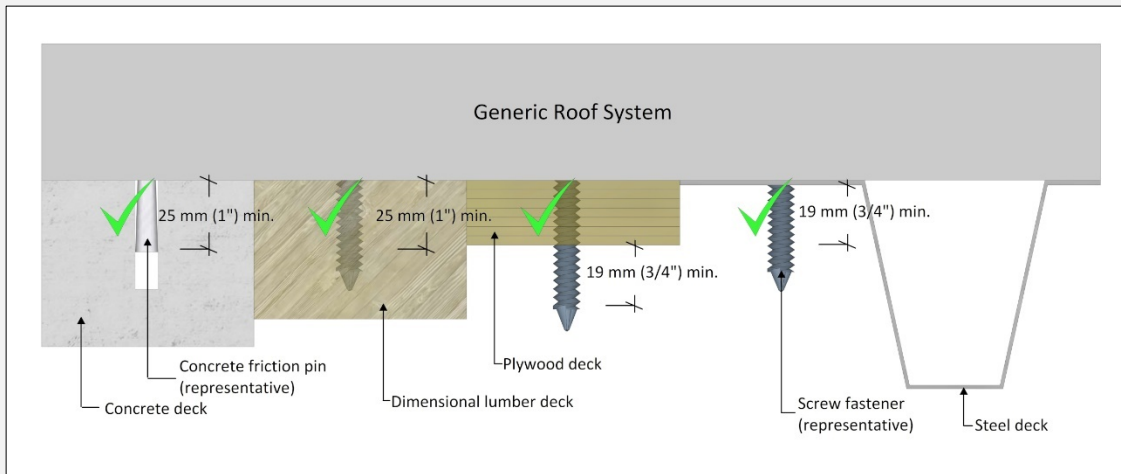 Generic Roof System
25 mm (1") min.
25 mm (1") min.
19 mm (3/4") min.
19 mm (3/4") min.
Concrete friction pin
(representative)
Concrete deck
Dimensional lumber deck
Plywood deck
Screw fastener
(representative)
Steel deck